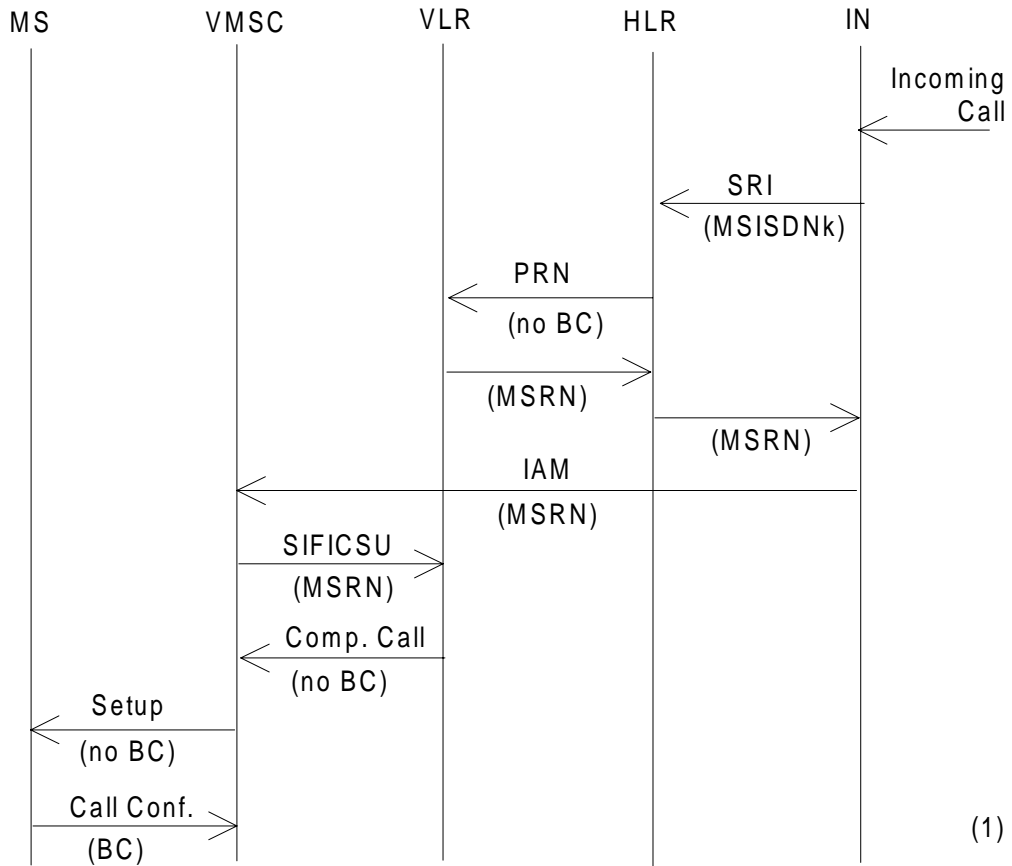 MS VMSC VLR HLR IN
Incoming
Call
SRI
(MSISDNk)
PRN
(no BC)
(MSRN)
(MSRN)
IAM
(MSRN)
SIFICSU
(MSRN)
Comp. Call
(no BC)
Setup
(no BC)
Call Conf.
(BC)
(1)